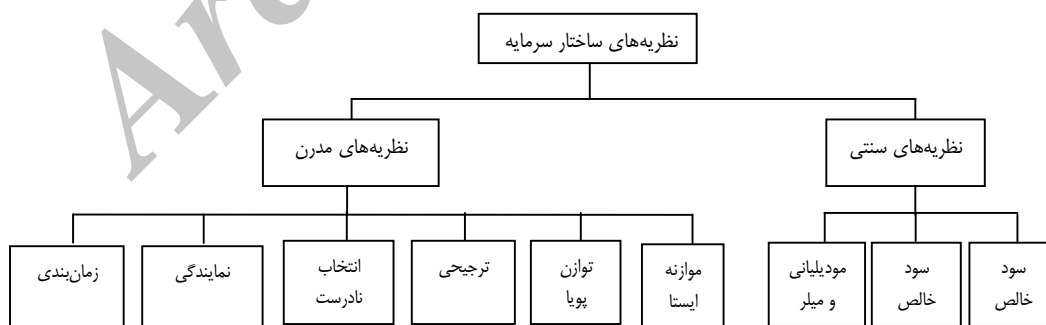 نظریه‌های ساختار سرمایه
نظریه‌های سنتی
نظریه‌های مدرن
سود
خالص
سود
خالص
مودیلیانی
و میلر
موازنه
ایستا
توازن
پویا
ترجیحی
انتخاب
نادرست
نمایندگی
زمان‌بندی